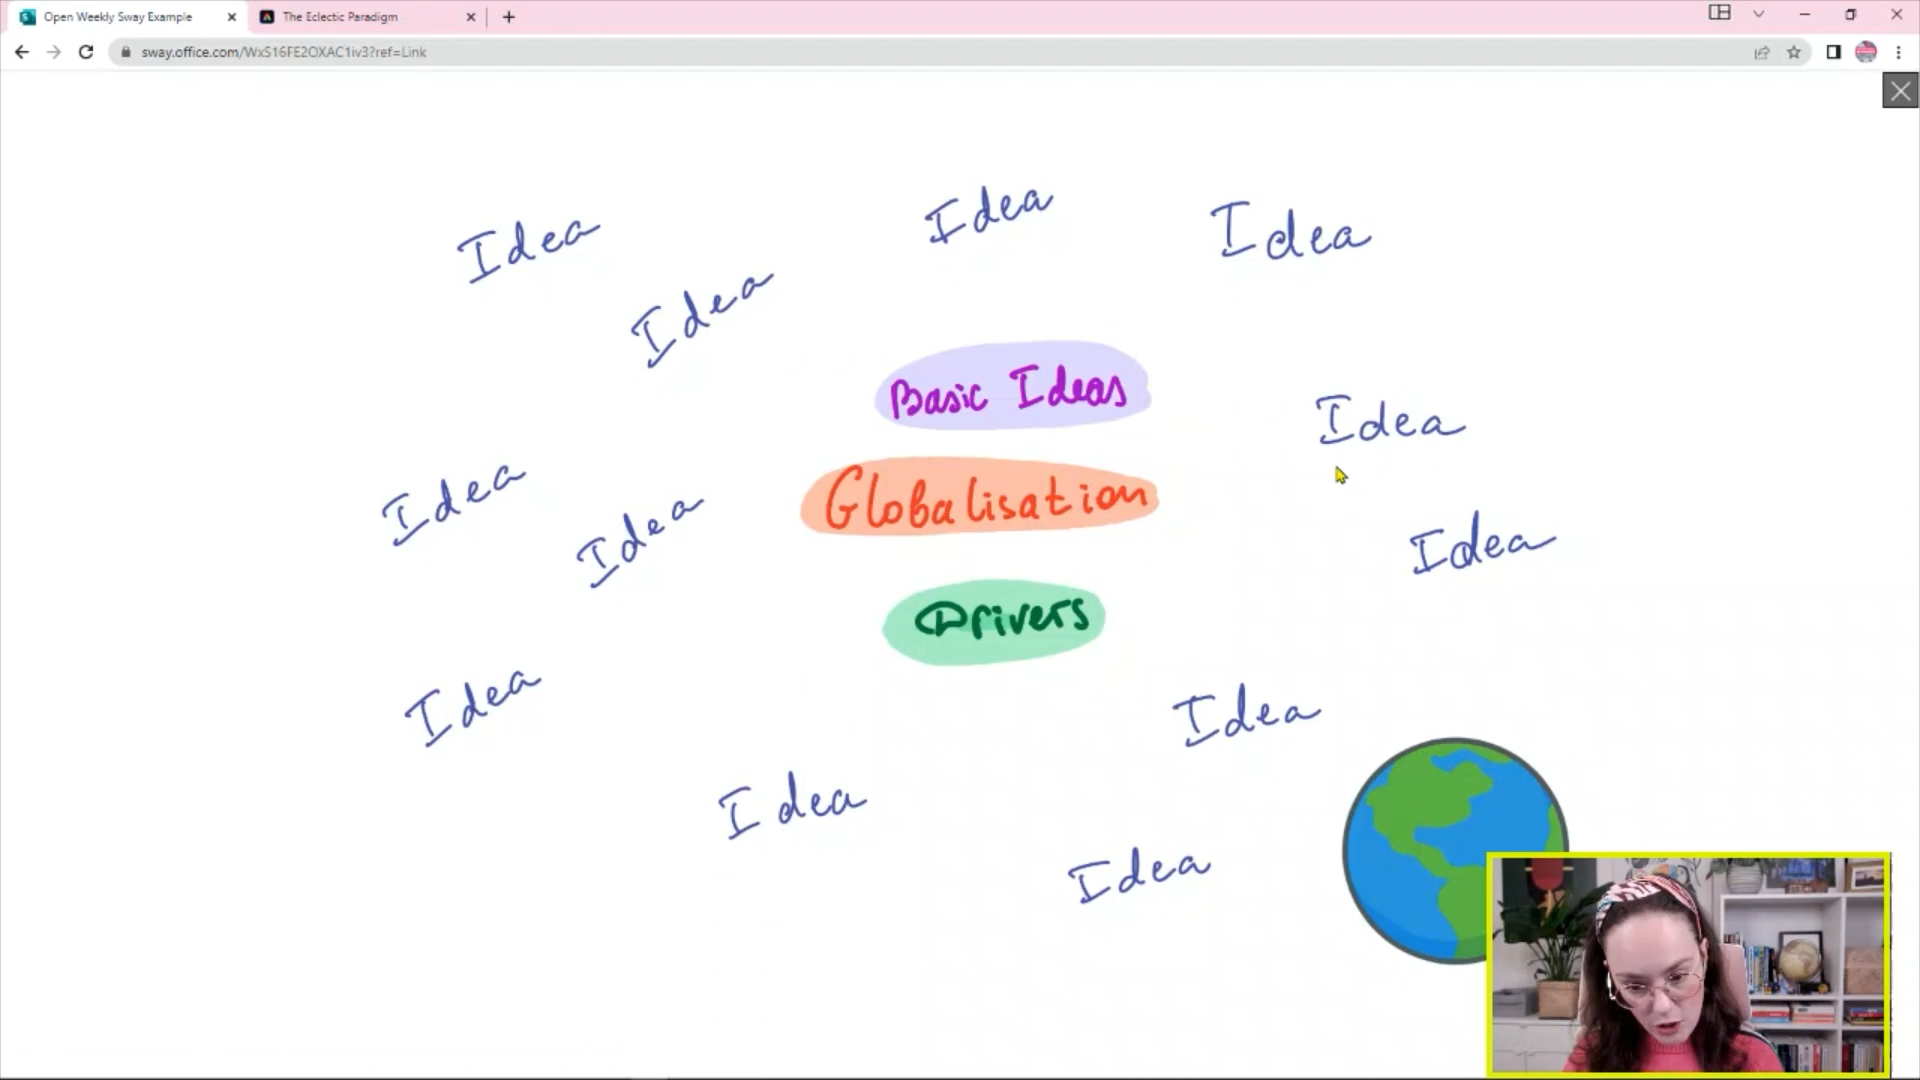 Open Weekly Sway Example
The Eclectic Paradigm
sway.office.com/WxS16FE2OXAC1iv3?ref=Link
Idea
Idea
Idea
Idea
Basic Ideas
Idea
Globalisation
Idea
Idea
Idea
Drivers
Idea
Idea
Idea
Idea